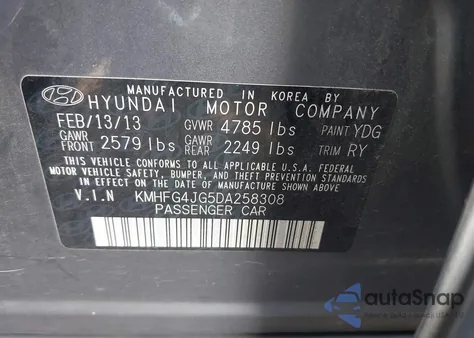 MANUFACTURED IN KOREA BY
HYUNDAI MOTOR COMPANY
FEB/13/13 GVWR 4785 lbs PAINT YDG
GAWR FRONT 2579 lbs GAWR REAR 2249 lbs TRIM RY
THIS VEHICLE CONFORMS TO ALL APPLICABLE U.S.A. FEDERAL
MOTOR VEHICLE SAFETY, BUMPER, AND THEFT PREVENTION STANDARDS
IN EFFECT ON THE DATE OF MANUFACTURE SHOWN ABOVE.
V.I.N KMHFG4JG5DA258308
PASSENGER CAR
autoSnap